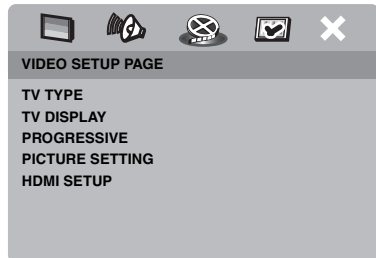 VIDEO SETUP PAGE
TV TYPE
TV DISPLAY
PROGRESSIVE
PICTURE SETTING
HDMI SETUP